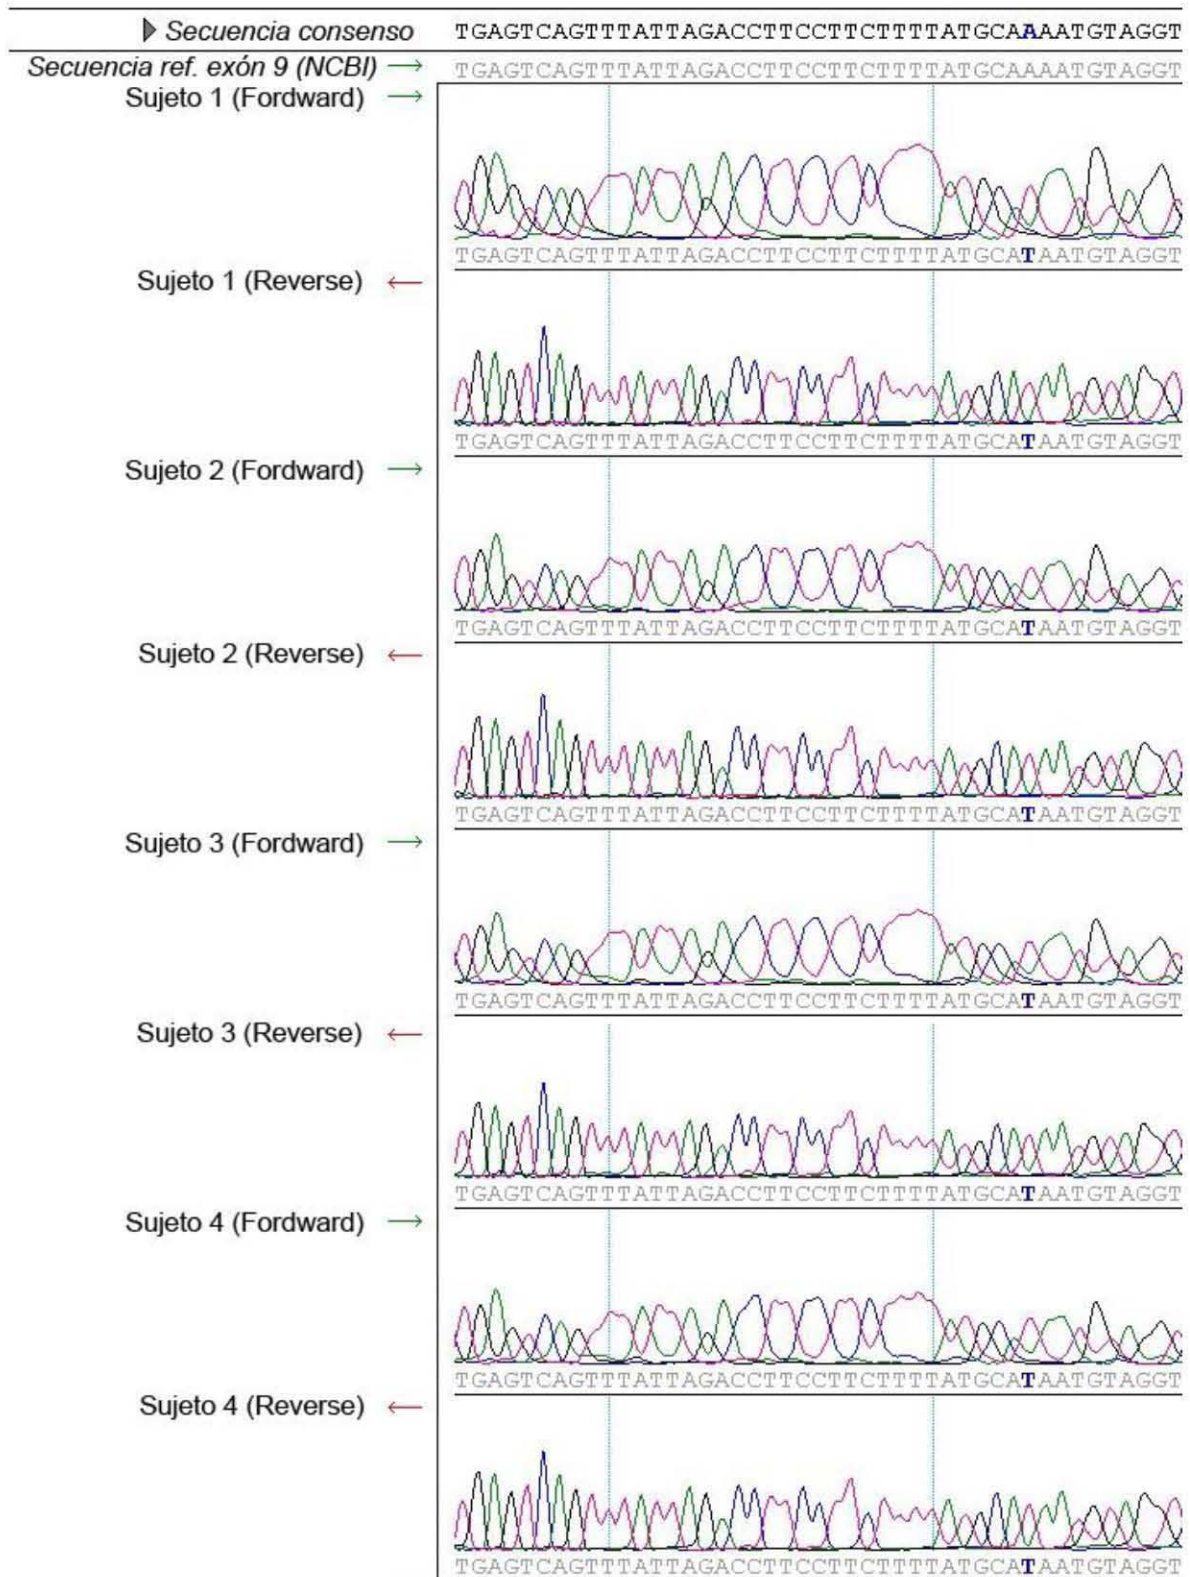 Secuencia consenso TGAGTCAGTTTATTAGACCTTCCTTCTTTTATGCAAAATGTAGGT
Secuencia ref. exón 9 (NCBI) → TGAGTCAGTTTATTAGACCTTCCTTCTTTTATGCAAAATGTAGGT
Sujeto 1 (Fordward) →
TGAGTCAGTTTATTAGACCTTCCTTCTTTTATGCATAATGTAGGT
Sujeto 1 (Reverse) ←
TGAGTCAGTTTATTAGACCTTCCTTCTTTTATGCATAATGTAGGT
Sujeto 2 (Fordward) →
TGAGTCAGTTTATTAGACCTTCCTTCTTTTATGCATAATGTAGGT
Sujeto 2 (Reverse) ←
TGAGTCAGTTTATTAGACCTTCCTTCTTTTATGCATAATGTAGGT
Sujeto 3 (Fordward) →
TGAGTCAGTTTATTAGACCTTCCTTCTTTTATGCATAATGTAGGT
Sujeto 3 (Reverse) ←
TGAGTCAGTTTATTAGACCTTCCTTCTTTTATGCATAATGTAGGT
Sujeto 4 (Fordward) →
TGAGTCAGTTTATTAGACCTTCCTTCTTTTATGCATAATGTAGGT
Sujeto 4 (Reverse) ←
TGAGTCAGTTTATTAGACCTTCCTTCTTTTATGCATAATGTAGGT